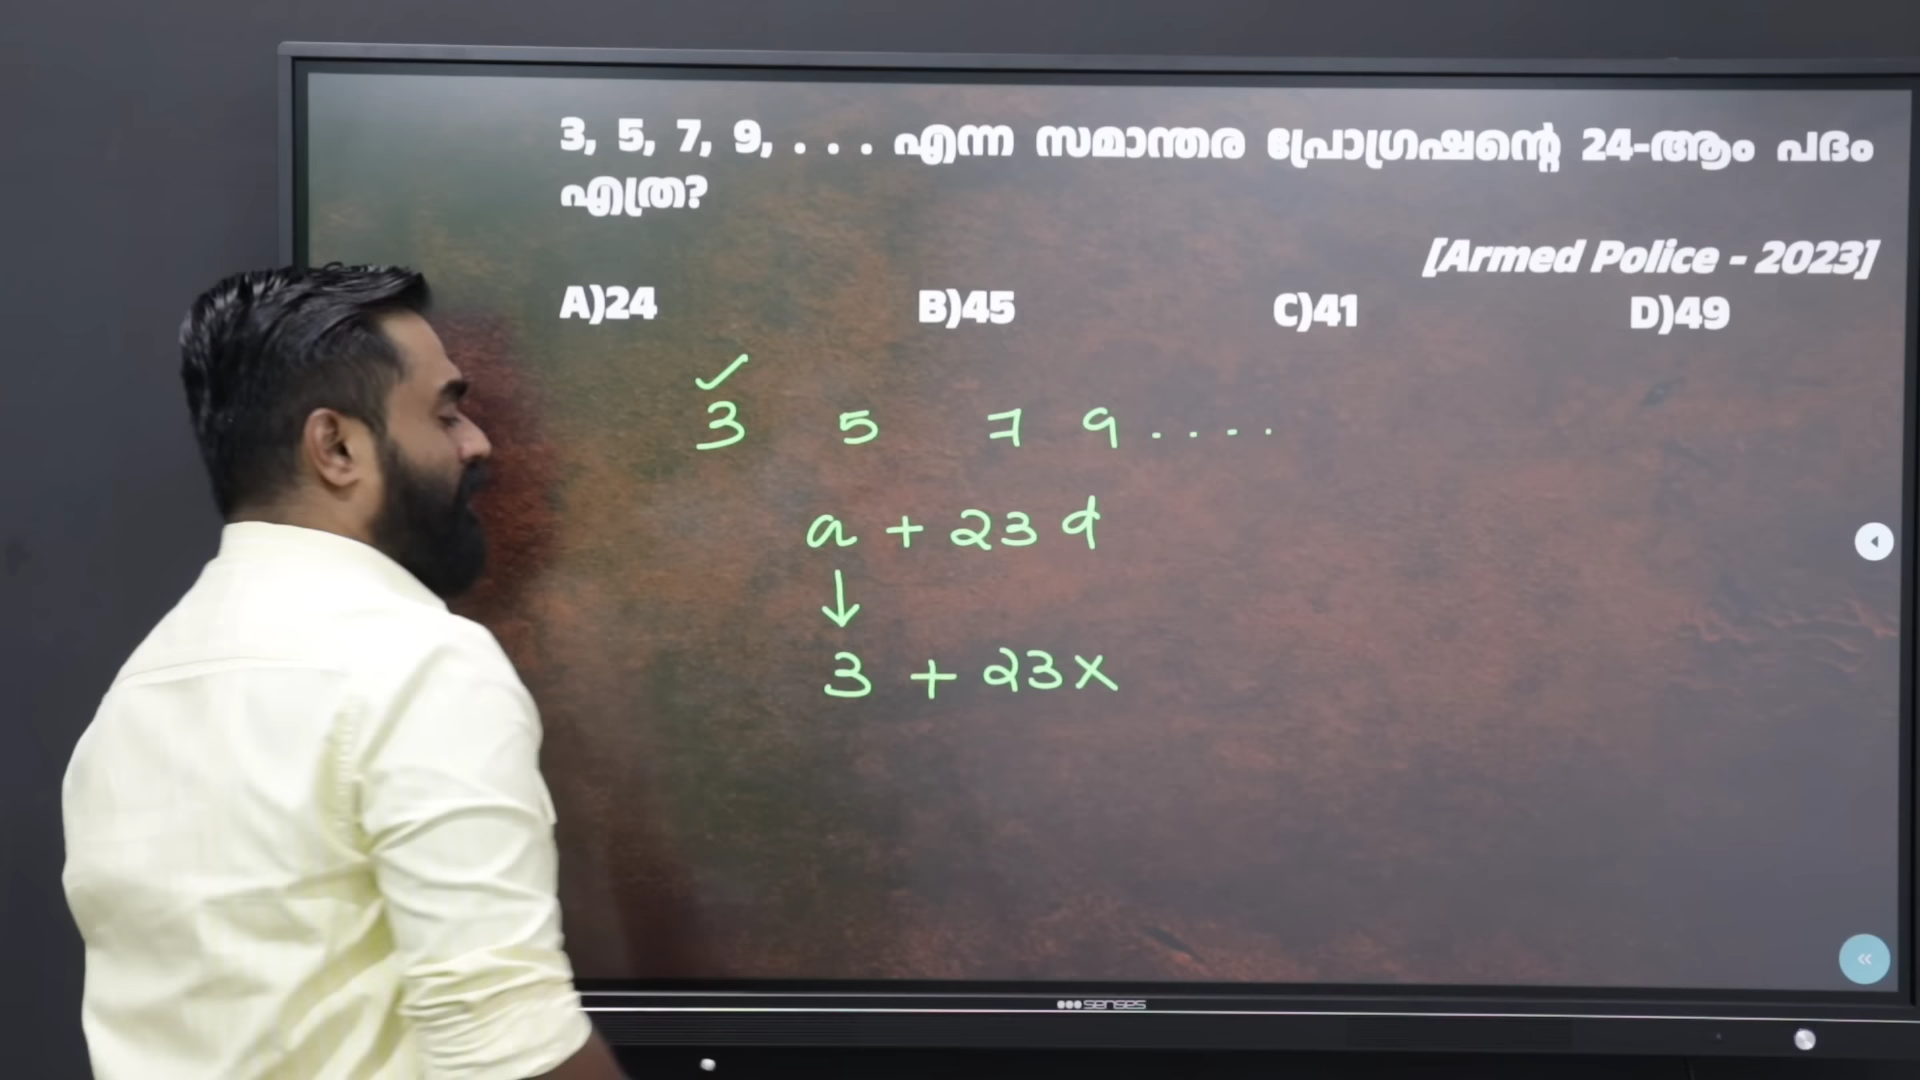 3, 5, 7, 9, . . . എന്ന സമാന്തര പ്രോഗ്രഷന്റെ 24-ആം പദം
എത്ര?
[Armed Police - 2023]
A)24 B)45 C)41 D)49
3 5 7 9 . . . .
a + 23 d
3 + 23 x
senses